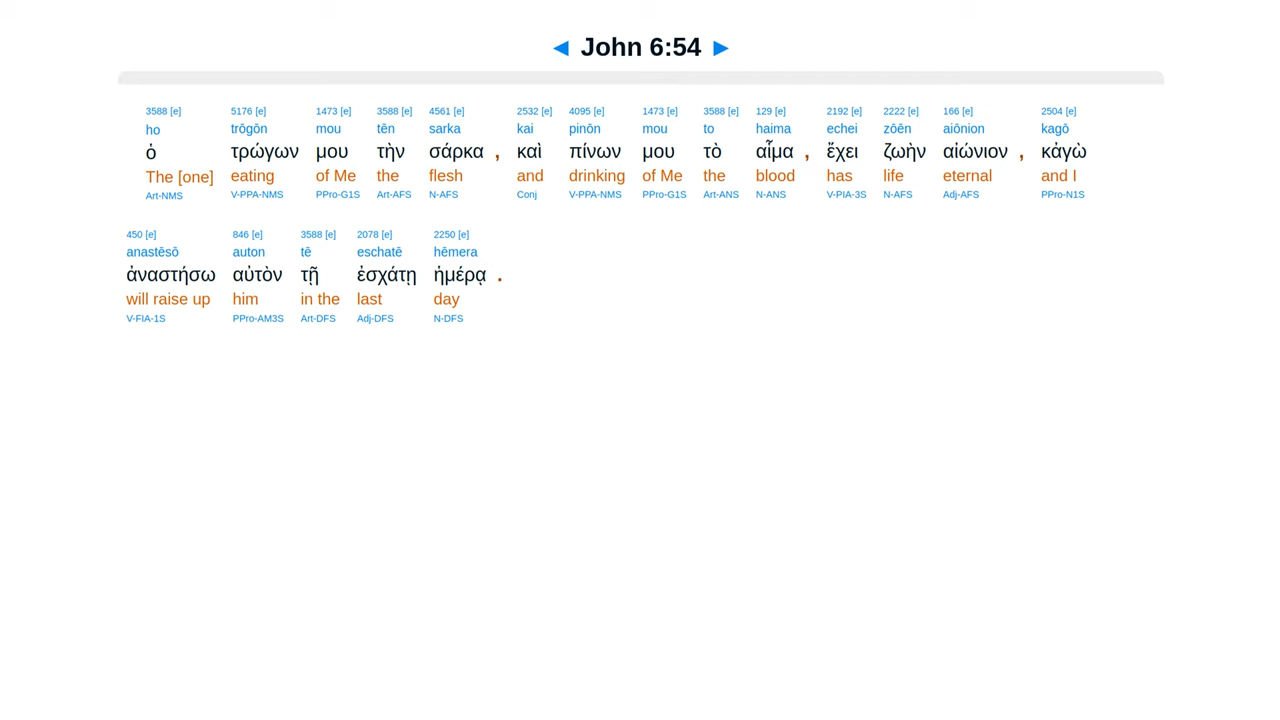 ◄ John 6:54 ►
3588 [e] 5176 [e] 1473 [e] 3588 [e] 4561 [e] 2532 [e] 4095 [e] 1473 [e] 3588 [e] 129 [e] 2192 [e] 2222 [e] 166 [e] 2504 [e]
ho trōgōn mou tēn sarka kai pinōn mou to haima echei zōēn aiōnion kagō
ὁ τρώγων μου τὴν σάρκα , καὶ πίνων μου τὸ αἷμα , ἔχει ζωὴν αἰώνιον , κἀγὼ
The [one] eating of Me the flesh and drinking of Me the blood has life eternal and I
Art-NMS V-PPA-NMS PPro-G1S Art-AFS N-AFS Conj V-PPA-NMS PPro-G1S Art-ANS N-ANS V-PIA-3S N-AFS Adj-AFS PPro-N1S
450 [e] 846 [e] 3588 [e] 2078 [e] 2250 [e]
anastēsō auton tē eschatē hēmera
ἀναστήσω αὐτὸν τῇ ἐσχάτῃ ἡμέρᾳ .
will raise up him in the last day
V-FIA-1S PPro-AM3S Art-DFS Adj-DFS N-DFS